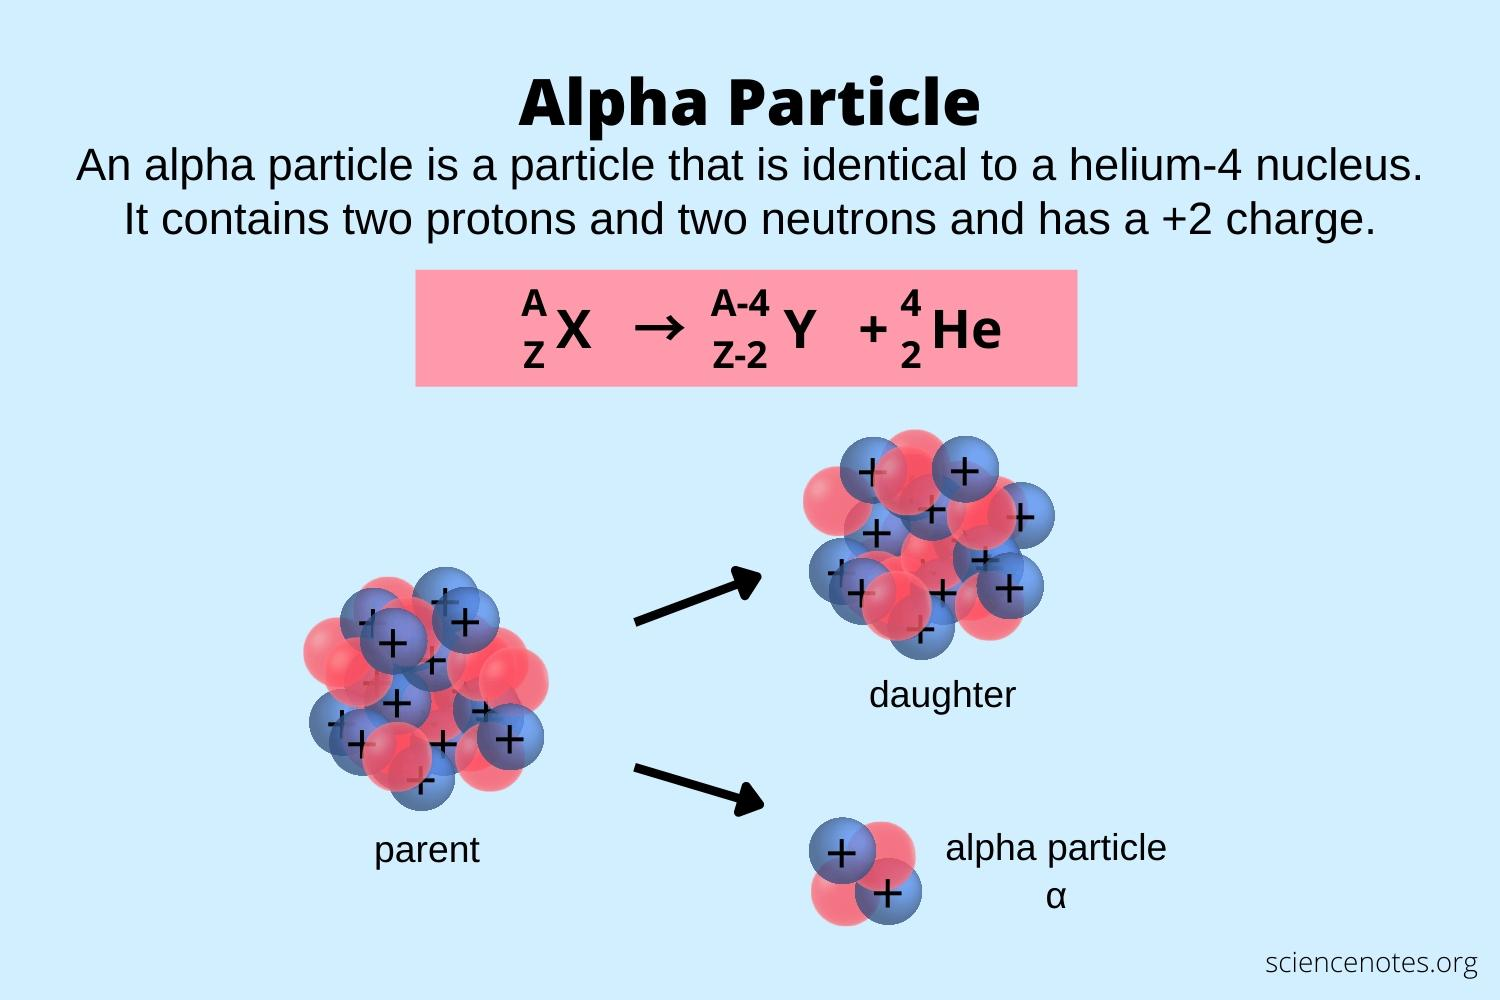 Alpha Particle
An alpha particle is a particle that is identical to a helium-4 nucleus.
It contains two protons and two neutrons and has a +2 charge.
A A-4 4
X → Y + He
Z Z-2 2
+ +
+ +
+
+ +
+ +
+ +
+
daughter
+ +
+ +
+
+ +
+ +
+ +
+
parent
+
+
alpha particle
α
sciencenotes.org